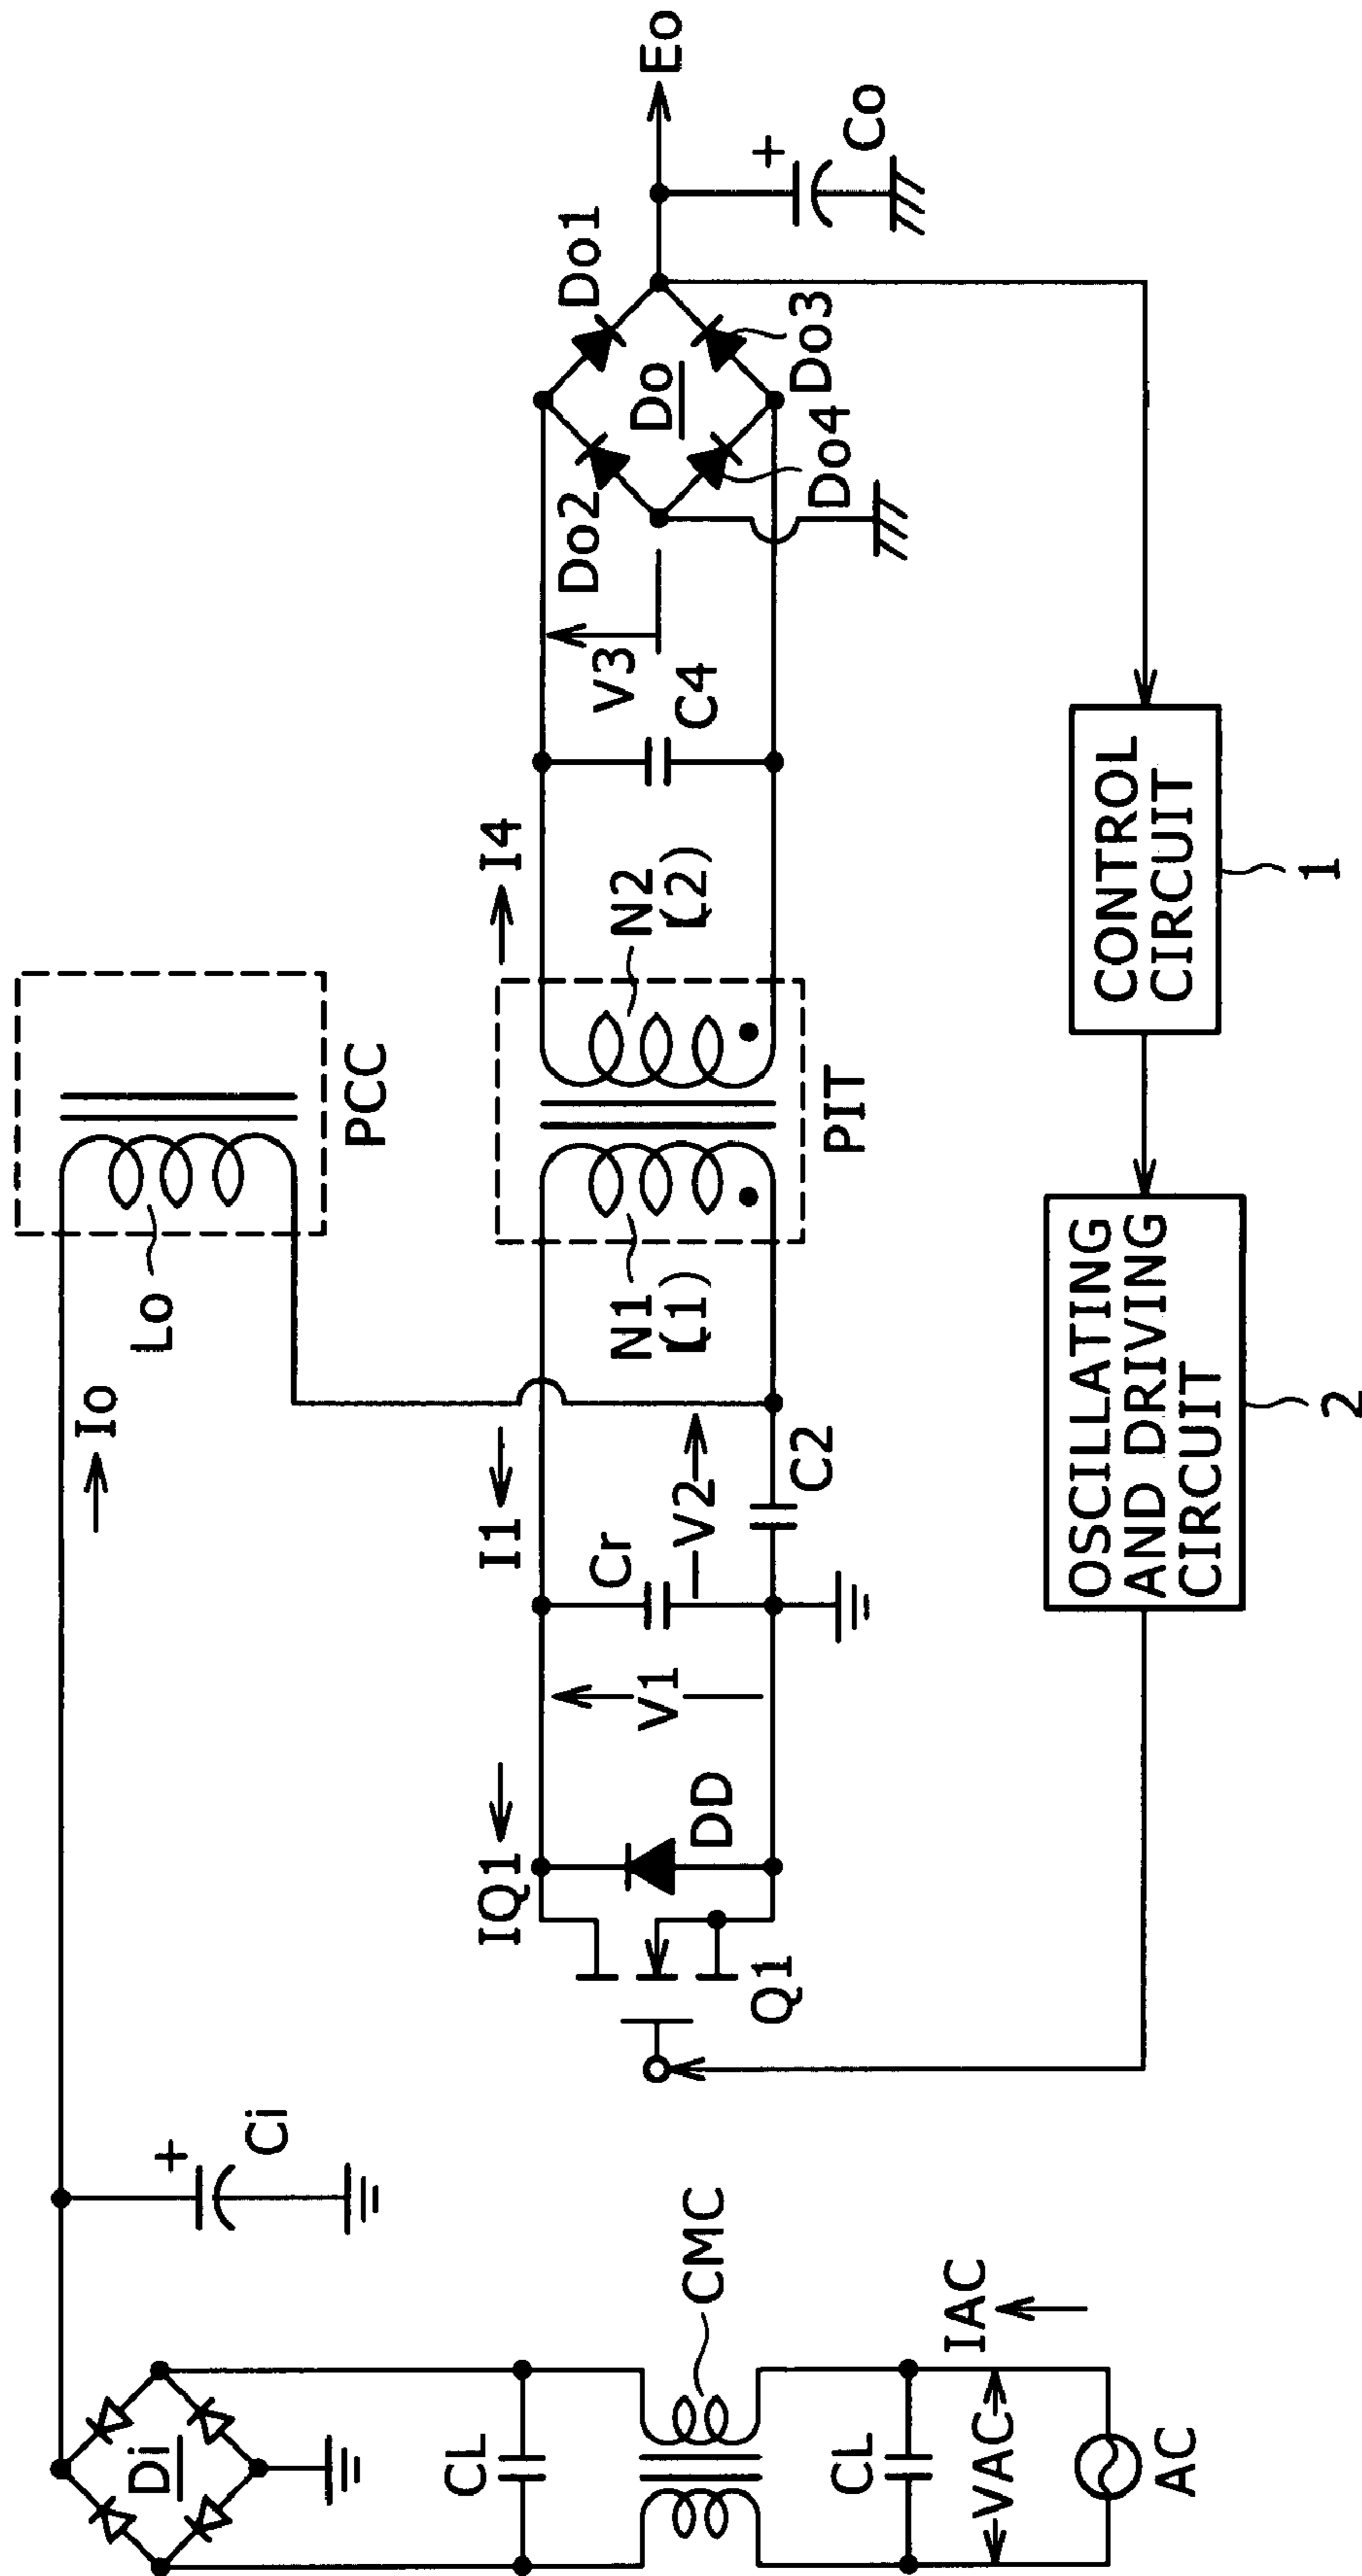 Di
Ci
+
Io
Lo
PCC
CL
CMC
CL
VAC
IAC
AC
IQ1
DD
Q1
V1
I1
Cr
V2
C2
N1
(L1)
PIT
N2
(L2)
I4
C4
V3
Do2
Do1
Do
Do4
Do3
+
Co
Eo
CONTROL
CIRCUIT
1
OSCILLATING
AND DRIVING
CIRCUIT
2